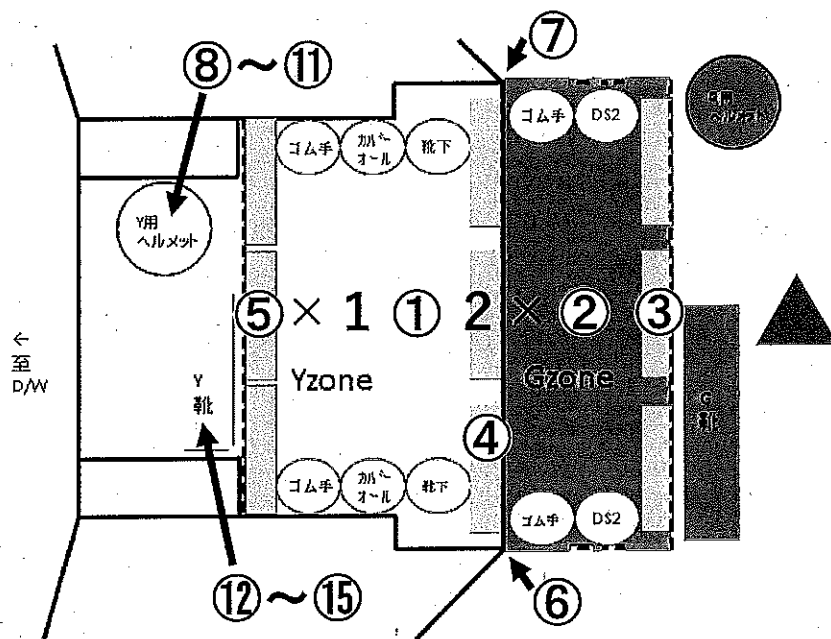 ⑧～⑪
⑦
ゴム手
カバーオール
靴下
ゴム手
DS2
Y用
ヘルメット
⑤×1 ① 2×② ③
←
至
D/W
Yzone
Gzone
Y
靴
G
靴
④
ゴム手
カバーオール
靴下
ゴム手
DS2
⑫～⑮
⑥